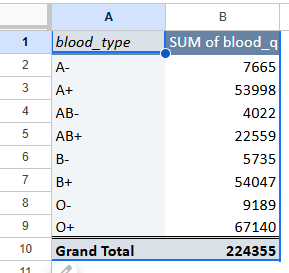 A B
1 blood_type SUM of blood_q
2 A- 7665
3 A+ 53998
4 AB- 4022
5 AB+ 22559
6 B- 5735
7 B+ 54047
8 O- 9189
9 O+ 67140
10 Grand Total 224355
11